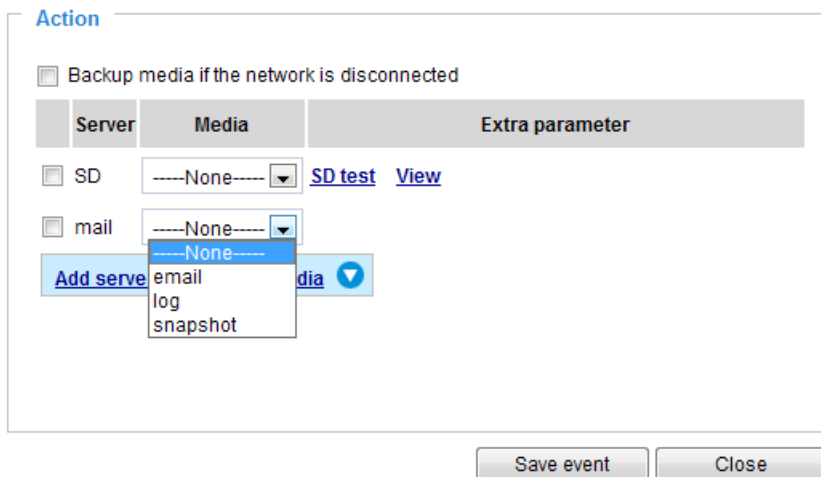 Action
Backup media if the network is disconnected
Server Media Extra parameter
SD -----None----- SD test View
mail -----None-----
-----None-----
Add dia
email
log
snapshot
Save event Close